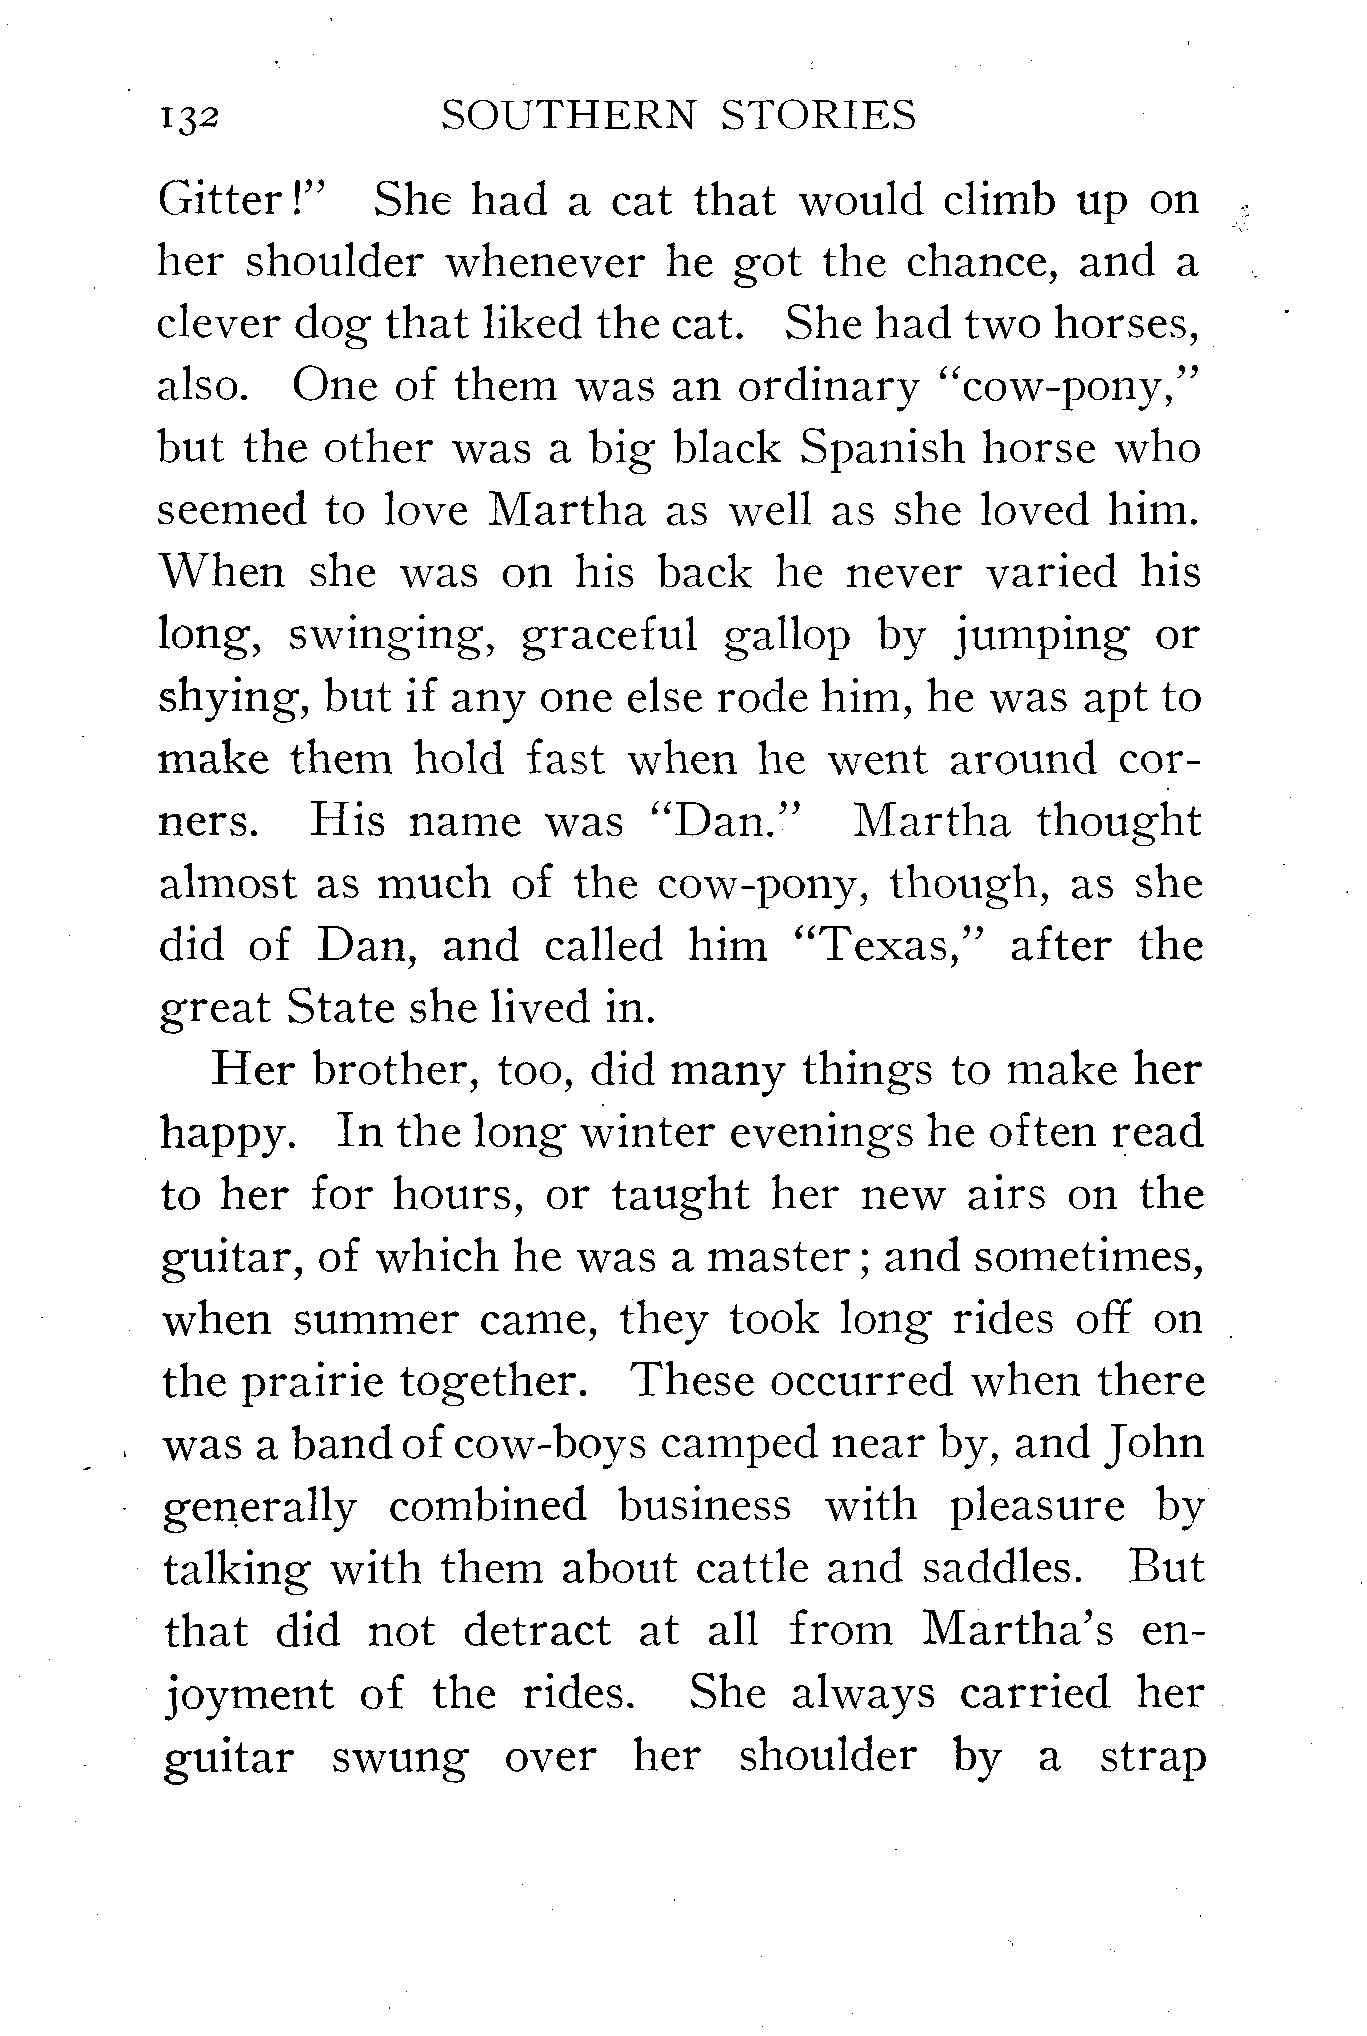 132 SOUTHERN STORIES
Gitter!” She had a cat that would climb up on
her shoulder whenever he got the chance, and a
clever dog that liked the cat. She had two horses,
also. One of them was an ordinary “cow-pony,”
but the other was a big black Spanish horse who
seemed to love Martha as well as she loved him.
When she was on his back he never varied his
long, swinging, graceful gallop by jumping or
shying, but if any one else rode him, he was apt to
make them hold fast when he went around cor-
ners. His name was “Dan.” Martha thought
almost as much of the cow-pony, though, as she
did of Dan, and called him “Texas,” after the
great State she lived in.
Her brother, too, did many things to make her
happy. In the long winter evenings he often read
to her for hours, or taught her new airs on the
guitar, of which he was a master; and sometimes,
when summer came, they took long rides off on
the prairie together. These occurred when there
was a band of cow-boys camped near by, and John
generally combined business with pleasure by
talking with them about cattle and saddles. But
that did not detract at all from Martha’s en-
joyment of the rides. She always carried her
guitar swung over her shoulder by a strap